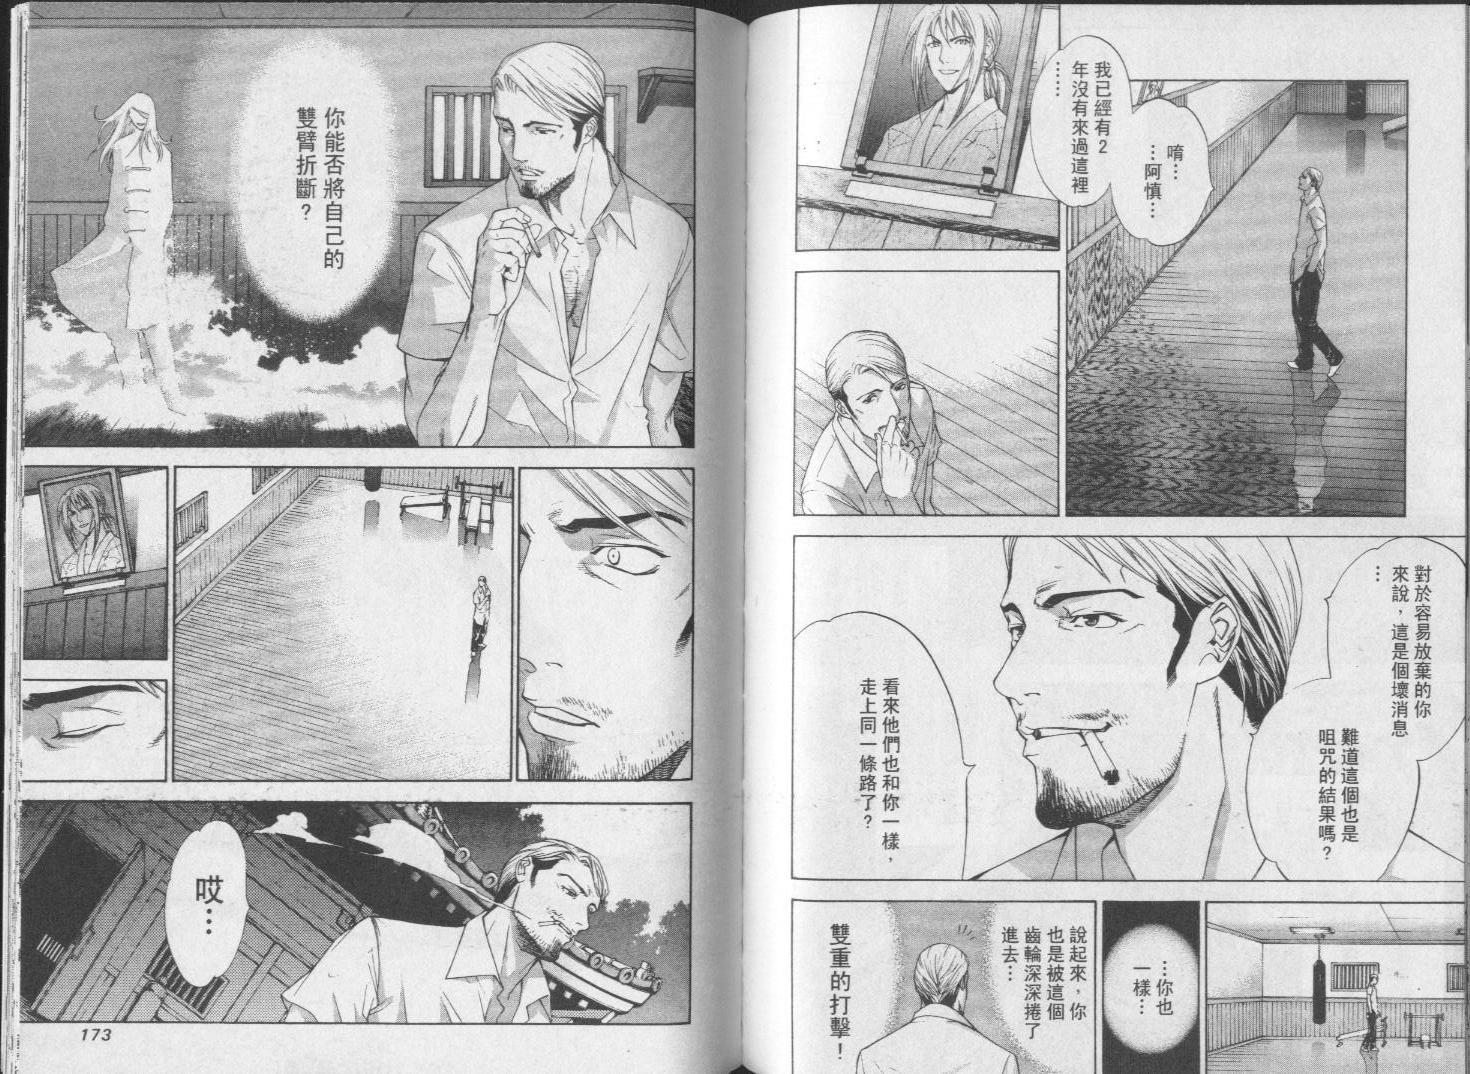 我已經有2
年沒有來過這裡
……
唷…
…阿慎…
對於容易放棄的你
來說，這是個壞消息
…
難道這個也是
咀咒的結果嗎？
看來他們也和你一樣，
走上同一條路了？
…你也
一樣…
說起來，你
也是被這個
齒輪深深捲了
進去…
雙重的打擊！
你能否將自己的
雙臂折斷？
哎…
173